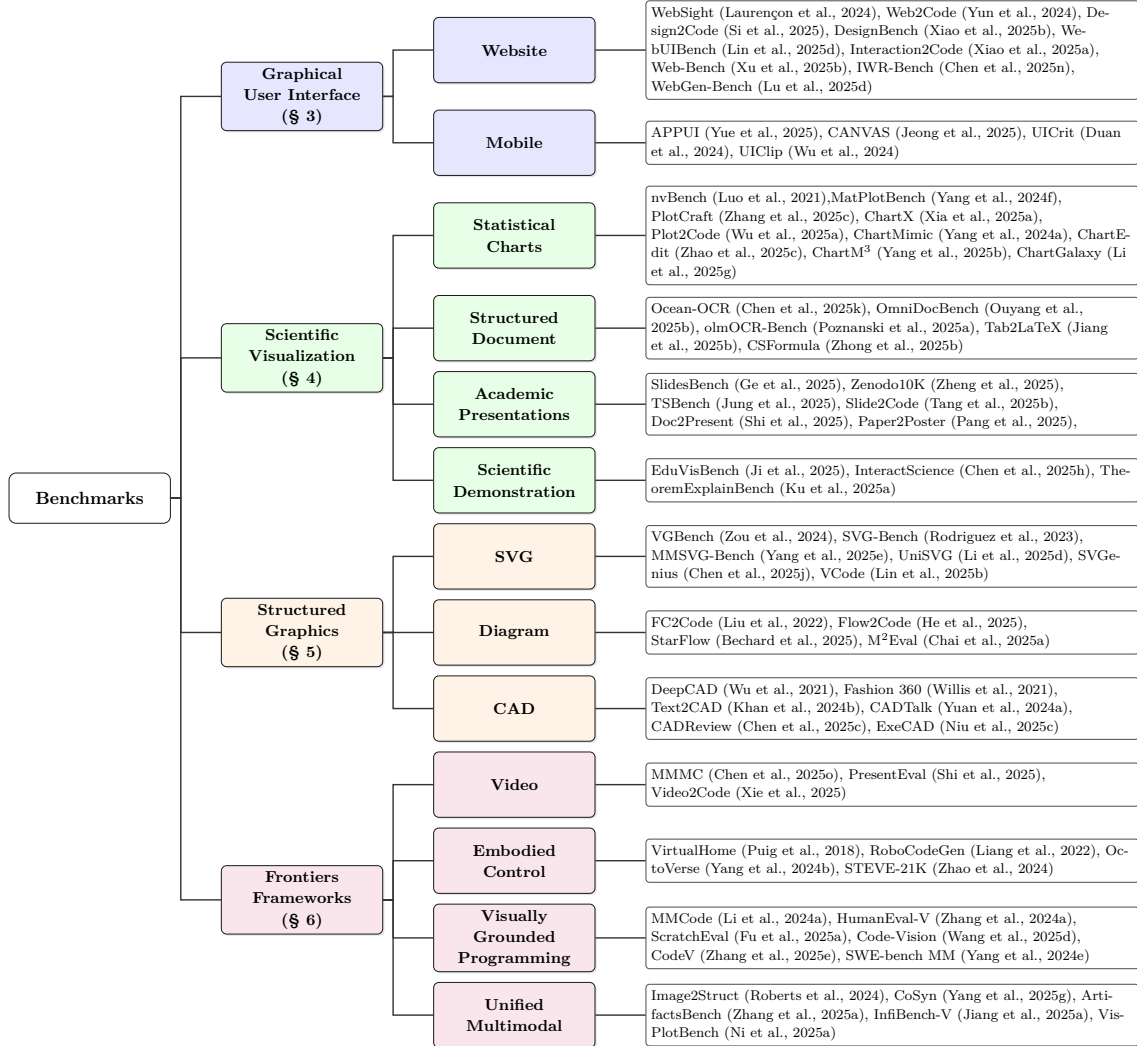 Benchmarks
Graphical
User Interface
(§ 3)
Website
WebSight (Laurençon et al., 2024), Web2Code (Yun et al., 2024), De-
sign2Code (Si et al., 2025), DesignBench (Xiao et al., 2025b), We-
bUIBench (Lin et al., 2025d), Interaction2Code (Xiao et al., 2025a),
Web-Bench (Xu et al., 2025b), IWR-Bench (Chen et al., 2025n),
WebGen-Bench (Lu et al., 2025d)
Mobile
APPUI (Yue et al., 2025), CANVAS (Jeong et al., 2025), UICrit (Duan
et al., 2024), UIClip (Wu et al., 2024)
Scientific
Visualization
(§ 4)
Statistical
Charts
nvBench (Luo et al., 2021),MatPlotBench (Yang et al., 2024f),
PlotCraft (Zhang et al., 2025c), ChartX (Xia et al., 2025a),
Plot2Code (Wu et al., 2025a), ChartMimic (Yang et al., 2024a), ChartE-
dit (Zhao et al., 2025c), ChartM³ (Yang et al., 2025b), ChartGalaxy (Li
et al., 2025g)
Structured
Document
Ocean-OCR (Chen et al., 2025k), OmniDocBench (Ouyang et al.,
2025b), olmOCR-Bench (Poznanski et al., 2025a), Tab2LaTeX (Jiang
et al., 2025b), CSFormula (Zhong et al., 2025b)
Academic
Presentations
SlidesBench (Ge et al., 2025), Zenodo10K (Zheng et al., 2025),
TSBench (Jung et al., 2025), Slide2Code (Tang et al., 2025b),
Doc2Present (Shi et al., 2025), Paper2Poster (Pang et al., 2025),
Scientific
Demonstration
EduVisBench (Ji et al., 2025), InteractScience (Chen et al., 2025h), The-
oremExplainBench (Ku et al., 2025a)
Structured
Graphics
(§ 5)
SVG
VGBench (Zou et al., 2024), SVG-Bench (Rodriguez et al., 2023),
MMSVG-Bench (Yang et al., 2025e), UniSVG (Li et al., 2025d), SVGe-
nius (Chen et al., 2025j), VCode (Lin et al., 2025b)
Diagram
FC2Code (Liu et al., 2022), Flow2Code (He et al., 2025),
StarFlow (Bechard et al., 2025), M²Eval (Chai et al., 2025a)
CAD
DeepCAD (Wu et al., 2021), Fashion 360 (Willis et al., 2021),
Text2CAD (Khan et al., 2024b), CADTalk (Yuan et al., 2024a),
CADReview (Chen et al., 2025c), ExeCAD (Niu et al., 2025c)
Frontiers
Frameworks
(§ 6)
Video
MMMC (Chen et al., 2025o), PresentEval (Shi et al., 2025),
Video2Code (Xie et al., 2025)
Embodied
Control
VirtualHome (Puig et al., 2018), RoboCodeGen (Liang et al., 2022), Oc-
toVerse (Yang et al., 2024b), STEVE-21K (Zhao et al., 2024)
Visually
Grounded
Programming
MMCode (Li et al., 2024a), HumanEval-V (Zhang et al., 2024a),
ScratchEval (Fu et al., 2025a), Code-Vision (Wang et al., 2025d),
CodeV (Zhang et al., 2025e), SWE-bench MM (Yang et al., 2024e)
Unified
Multimodal
Image2Struct (Roberts et al., 2024), CoSyn (Yang et al., 2025g), Arti-
factsBench (Zhang et al., 2025a), InfiBench-V (Jiang et al., 2025a), Vis-
PlotBench (Ni et al., 2025a)